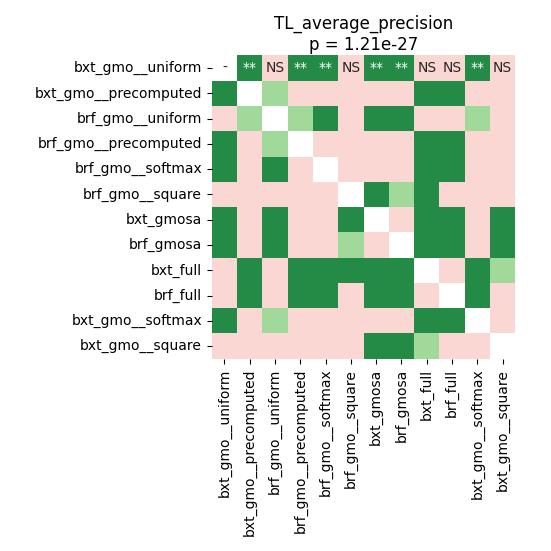 TL_average_precision
p = 1.21e-27
bxt_gmo__uniform - ** NS ** ** NS ** ** NS NS ** NS
bxt_gmo__precomputed
brf_gmo__uniform
brf_gmo__precomputed
brf_gmo__softmax
brf_gmo__square
bxt_gmosa
brf_gmosa
bxt_full
brf_full
bxt_gmo__softmax
bxt_gmo__square
bxt_gmo__uniform
bxt_gmo__precomputed
brf_gmo__uniform
brf_gmo__precomputed
brf_gmo__softmax
brf_gmo__square
bxt_gmosa
brf_gmosa
bxt_full
brf_full
bxt_gmo__softmax
bxt_gmo__square